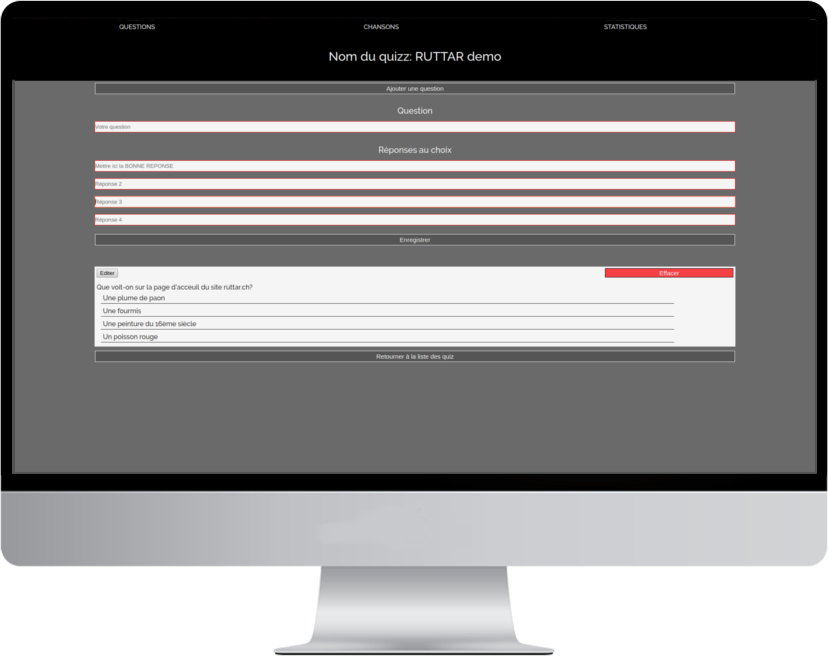 QUESTIONS CHANSONS STATISTIQUES
Nom du quizz: RUTTAR demo
Ajouter une question
Question
Votre question
Réponses au choix
Mettre ici la BONNE REPONSE
Réponse 2
Réponse 3
Réponse 4
Enregistrer
Editer Effacer
Que voit-on sur la page d'acceuil du site ruttar.ch?
Une plume de paon
Une fourmis
Une peinture du 16ème siècle
Un poisson rouge
Retourner à la liste des quiz